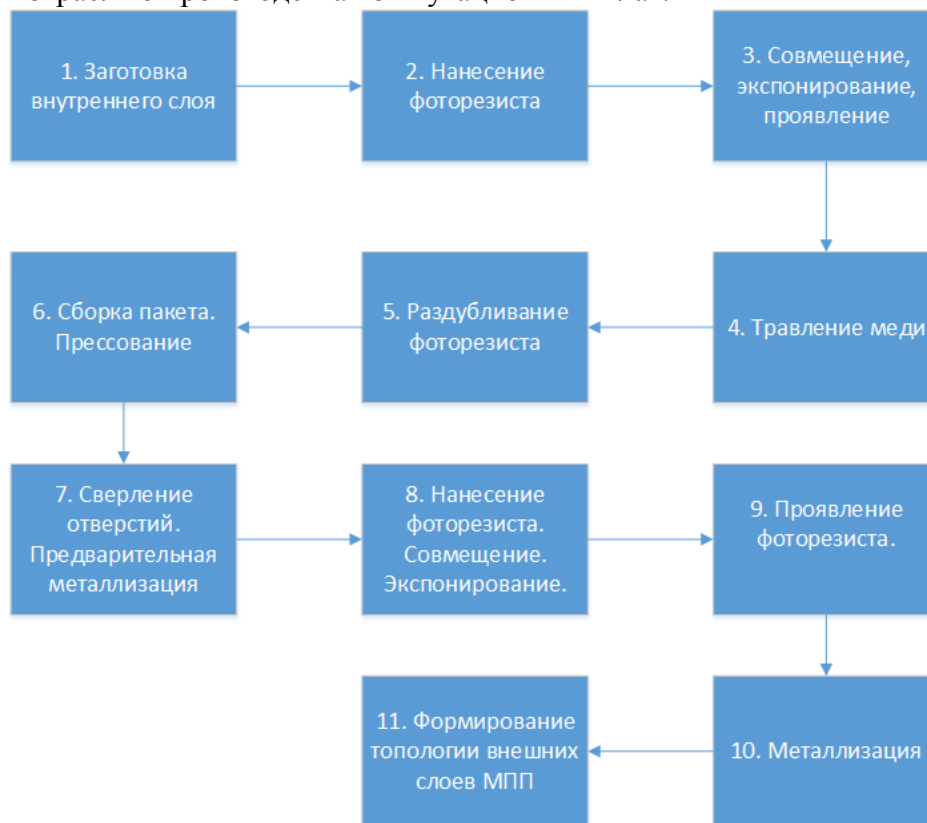 1. Заготовка
внутреннего слоя
2. Нанесение
фоторезиста
3. Совмещение,
экспонирование,
проявление
4. Травление меди
5. Раздубливание
фоторезиста
6. Сборка пакета.
Прессование
7. Сверление
отверстий.
Предварительная
металлизация
8. Нанесение
фоторезиста.
Совмещение.
Экспонирование.
9. Проявление
фоторезиста.
10. Металлизация
11. Формирование
топологии внешних
слоев МПП